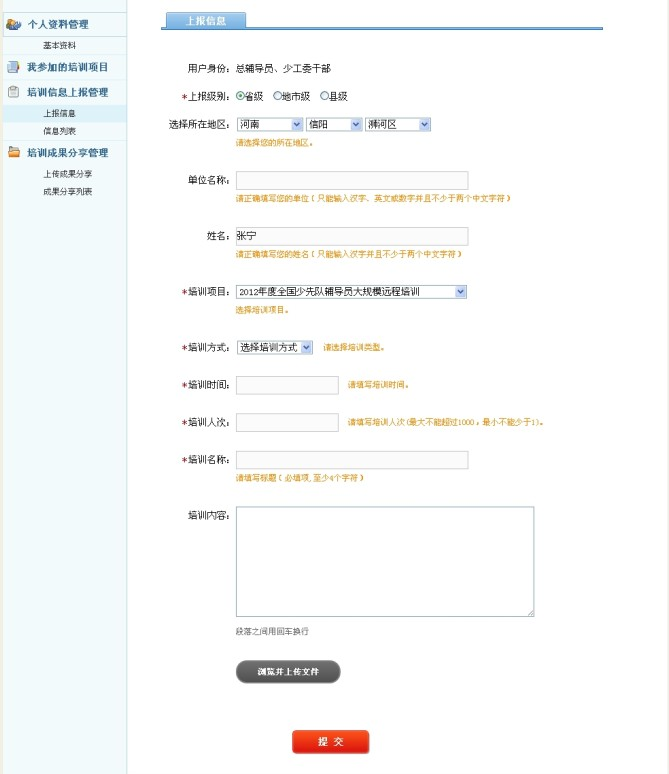 个人资料管理
基本资料
我参加的培训项目
培训信息上报管理
上报信息
信息列表
培训成果分享管理
上传成果分享
成果分享列表
上报信息
用户身份: 总辅导员、少工委干部
*上报级别: 省级 地市级 县级
选择所在地区: 河南 信阳 浉河区
请选择您的所在地区。
单位名称:
请正确填写您的单位(只能输入汉字、英文或数字并且不少于两个中文字符)
姓名: 张宁
请正确填写您的姓名(只能输入汉字并且不少于两个中文字符)
*培训项目: 2012年度全国少先队辅导员大规模远程培训
选择培训项目。
*培训方式: 选择培训方式 请选择培训类型。
*培训时间: 请填写培训时间。
*培训人次: 请填写培训人次(最大不能超过1000,最小不能少于1)。
*培训名称:
请填写标题(必填项,至少4个字符)
培训内容:
段落之间用回车换行
浏览并上传文件
提 交